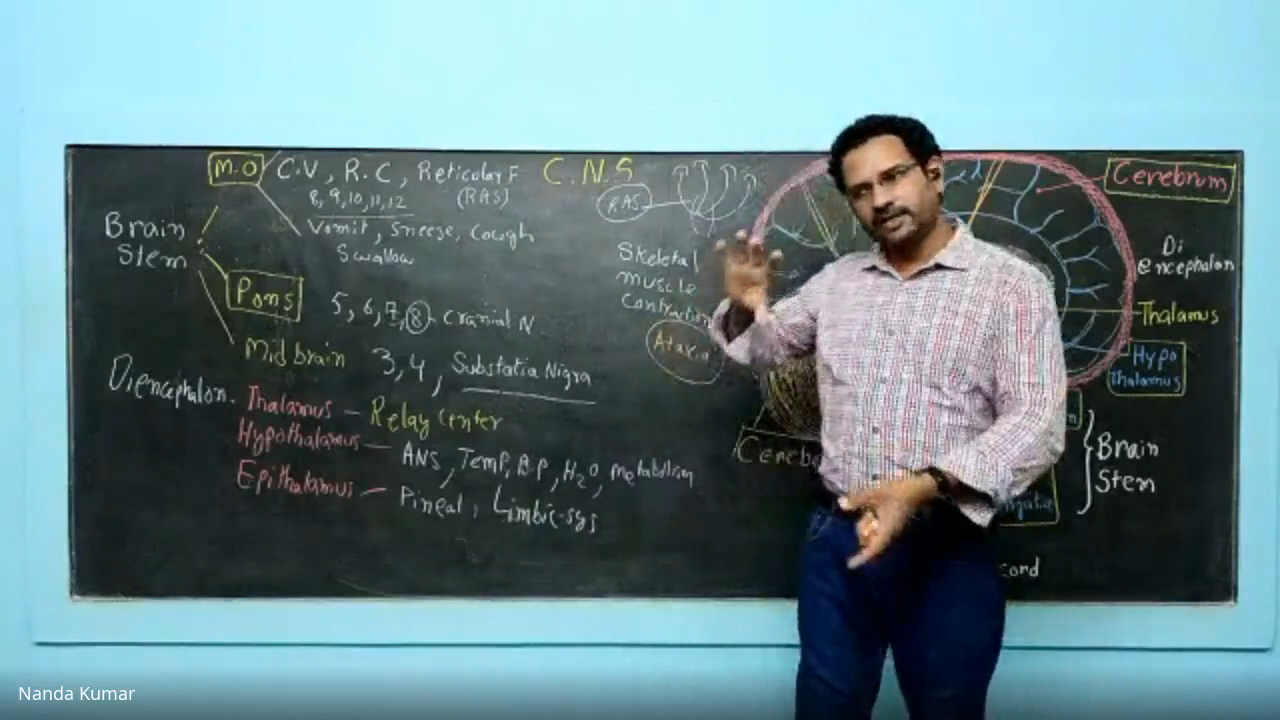 M.O C.V, R.C, Reticular F
8, 9, 10, 11, 12 (RAS)
Vomit, Sneeze, Cough
Swallow
Brain
Stem
Pons
5, 6, 7, 8 - Cranial N.
Mid brain 3, 4, Substatia Nigra
Diencephalon.
Thalamus — Relay Center
Hypothalamus — ANS, Temp, B.P, H₂O, metabolism
Epithalamus — Pineal, Limbic-sys
C.N.S
RAS
Skeletal
muscle
Contraction
Ataxia
Cerebrum
Di
encephalon
Thalamus
Hypo
Thalamus
Brain
Stem
Nanda Kumar